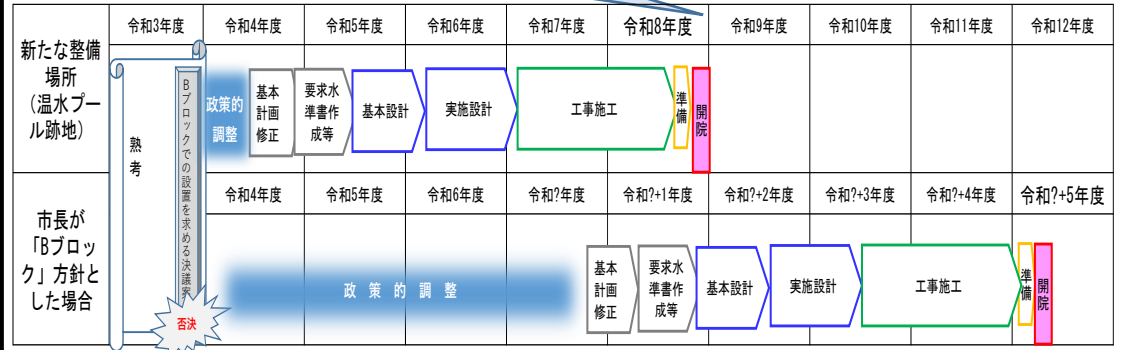 令和3年度 令和4年度 令和5年度 令和6年度 令和7年度 令和8年度 令和9年度 令和10年度 令和11年度 令和12年度
新たな整備
場所
（温水プー
ル跡地）
熟考
Bブロックでの設置を求める決議案
否決
政策的
調整
基本
計画
修正
要求水
準書作
成等
基本設計
実施設計
工事施工
準備
開院
令和4年度 令和5年度 令和6年度 令和?年度 令和?+1年度 令和?+2年度 令和?+3年度 令和?+4年度 令和?+5年度
市長が
「Bブロッ
ク」方針と
した場合
政策的調整
基本
計画
修正
要求水
準書作
成等
基本設計
実施設計
工事施工
準備
開院